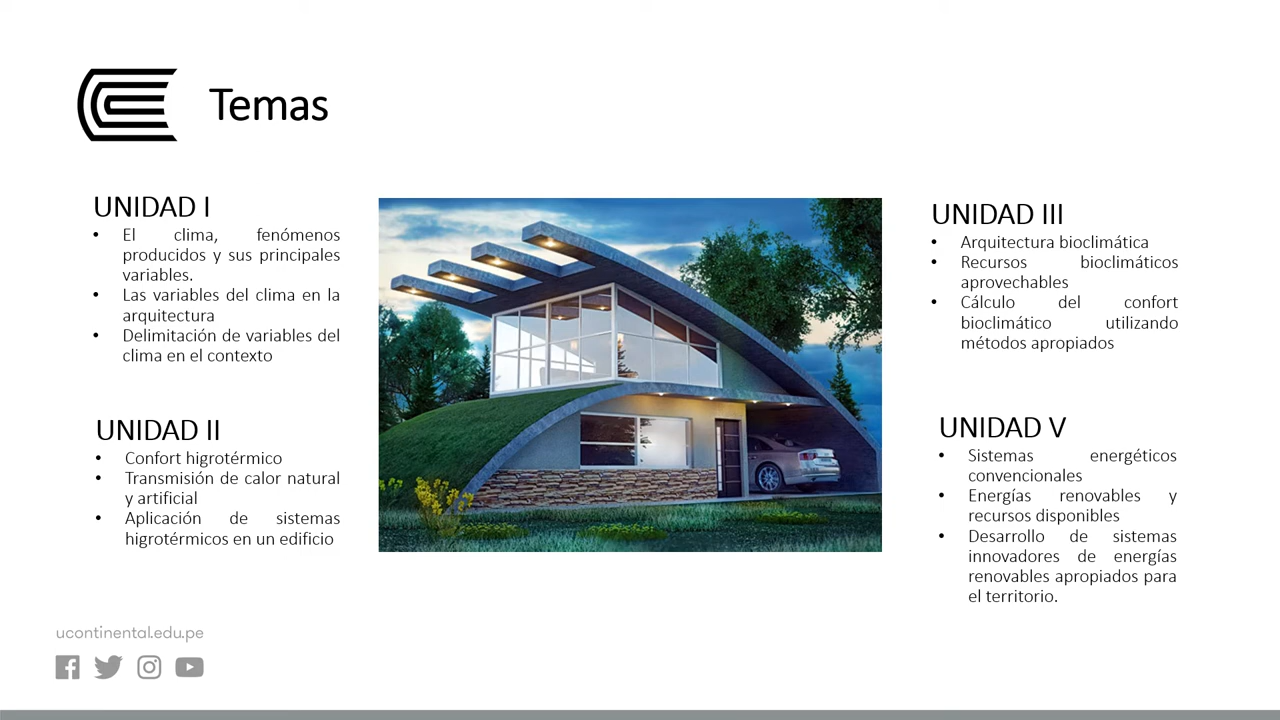 Temas
UNIDAD I
• El clima, fenómenos
producidos y sus principales
variables.
• Las variables del clima en la
arquitectura
• Delimitación de variables del
clima en el contexto
UNIDAD II
• Confort higrotérmico
• Transmisión de calor natural
y artificial
• Aplicación de sistemas
higrotérmicos en un edificio
UNIDAD III
• Arquitectura bioclimática
• Recursos bioclimáticos
aprovechables
• Cálculo del confort
bioclimático utilizando
métodos apropiados
UNIDAD V
• Sistemas energéticos
convencionales
• Energías renovables y
recursos disponibles
• Desarrollo de sistemas
innovadores de energías
renovables apropiados para
el territorio.
ucontinental.edu.pe